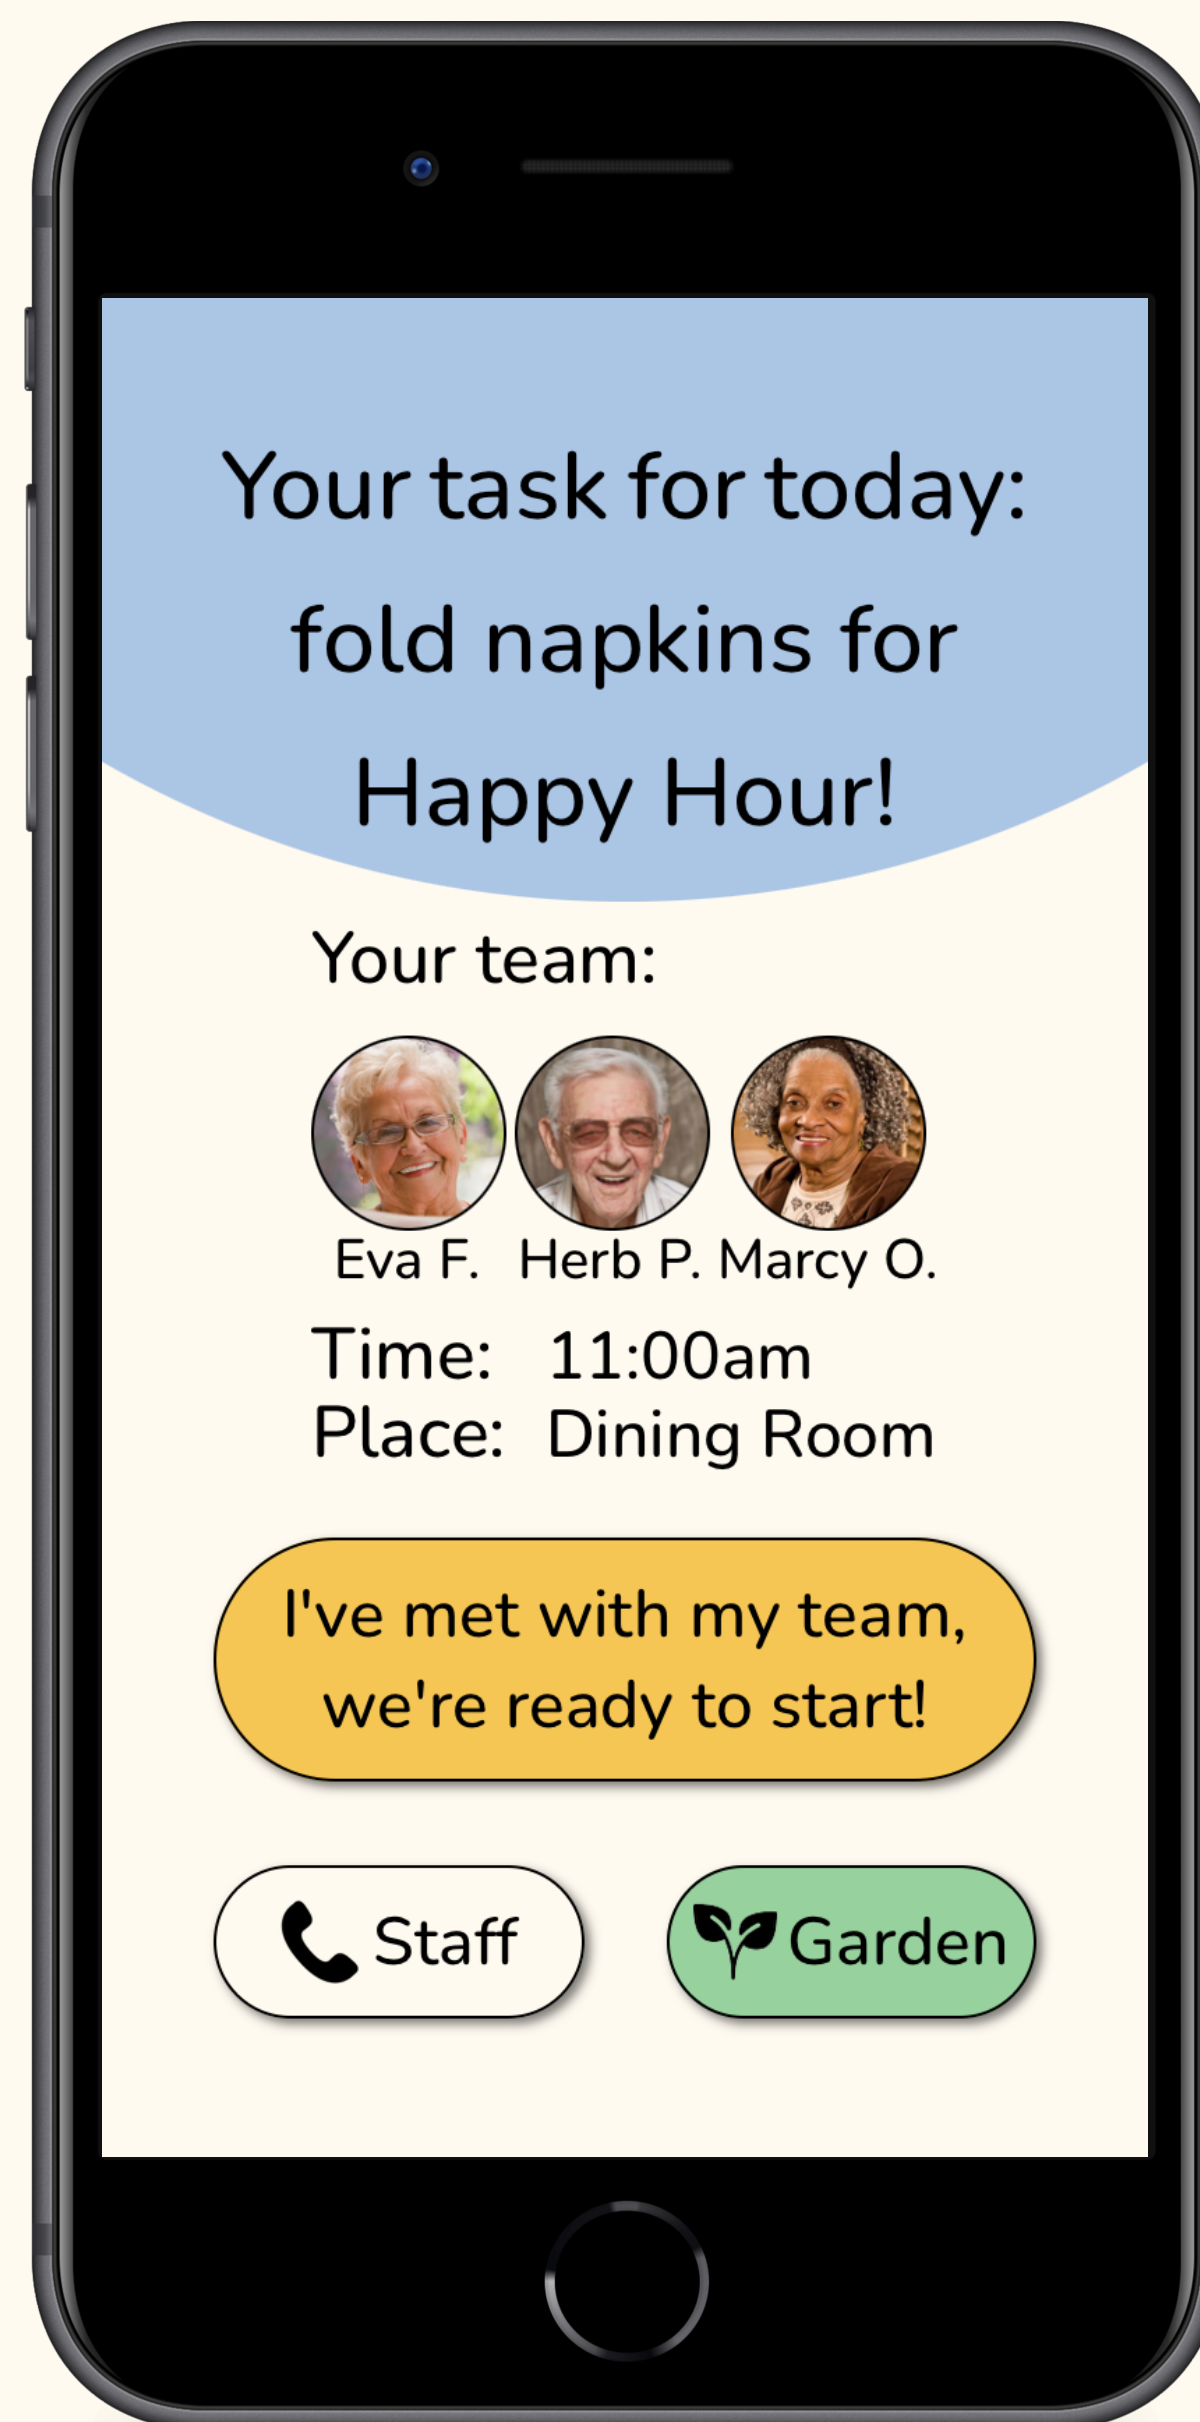 Your task for today:
fold napkins for
Happy Hour!
Your team:
Eva F. Herb P. Marcy O.
Time: 11:00am
Place: Dining Room
I've met with my team,
we're ready to start!
Staff Garden